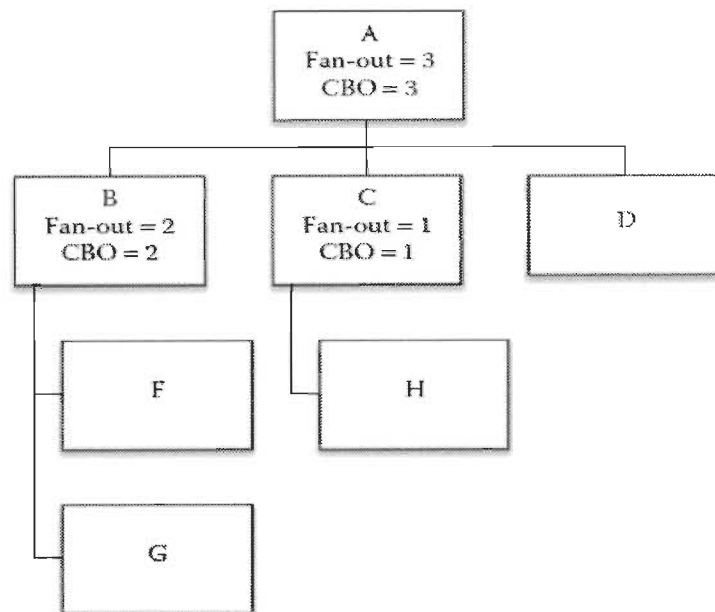 A
Fan-out = 3
CBO = 3
B
Fan-out = 2
CBO = 2
C
Fan-out = 1
CBO = 1
D
F
H
G